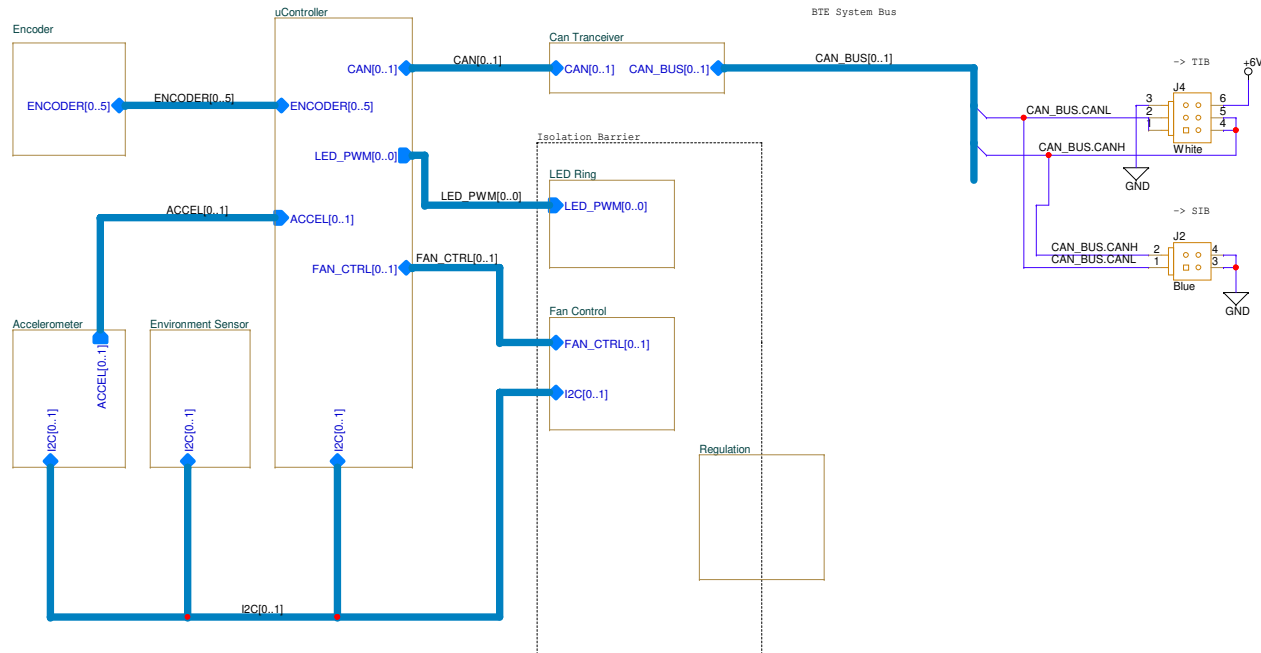 BTE System Bus
Encoder
uController
Can Tranceiver
CAN[0..1]
CAN[0..1]
CAN[0..1]
CAN_BUS[0..1]
CAN_BUS[0..1]
ENCODER[0..5]
ENCODER[0..5]
ENCODER[0..5]
-> TIB
+6V
J4
3
2
1
6
5
4
White
CAN_BUS.CANL
CAN_BUS.CANH
GND
Isolation Barrier
LED_PWM[0..0]
LED Ring
LED_PWM[0..0]
LED_PWM[0..0]
ACCEL[0..1]
ACCEL[0..1]
-> SIB
J2
CAN_BUS.CANH
2
4
CAN_BUS.CANL
1
3
Blue
GND
FAN_CTRL[0..1]
FAN_CTRL[0..1]
Fan Control
FAN_CTRL[0..1]
I2C[0..1]
Accelerometer
Environment Sensor
ACCEL[0..1]
I2C[0..1]
I2C[0..1]
I2C[0..1]
Regulation
I2C[0..1]